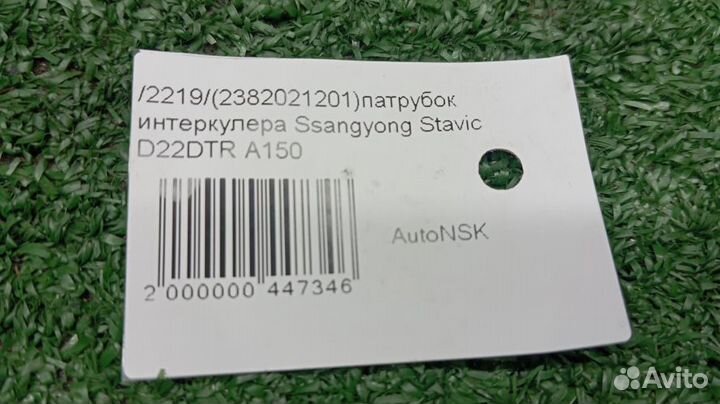 /2219/(2382021201)патрубок
интеркулера Ssangyong Stavic
D22DTR A150
AutoNSK
2 000000 447346
Avito